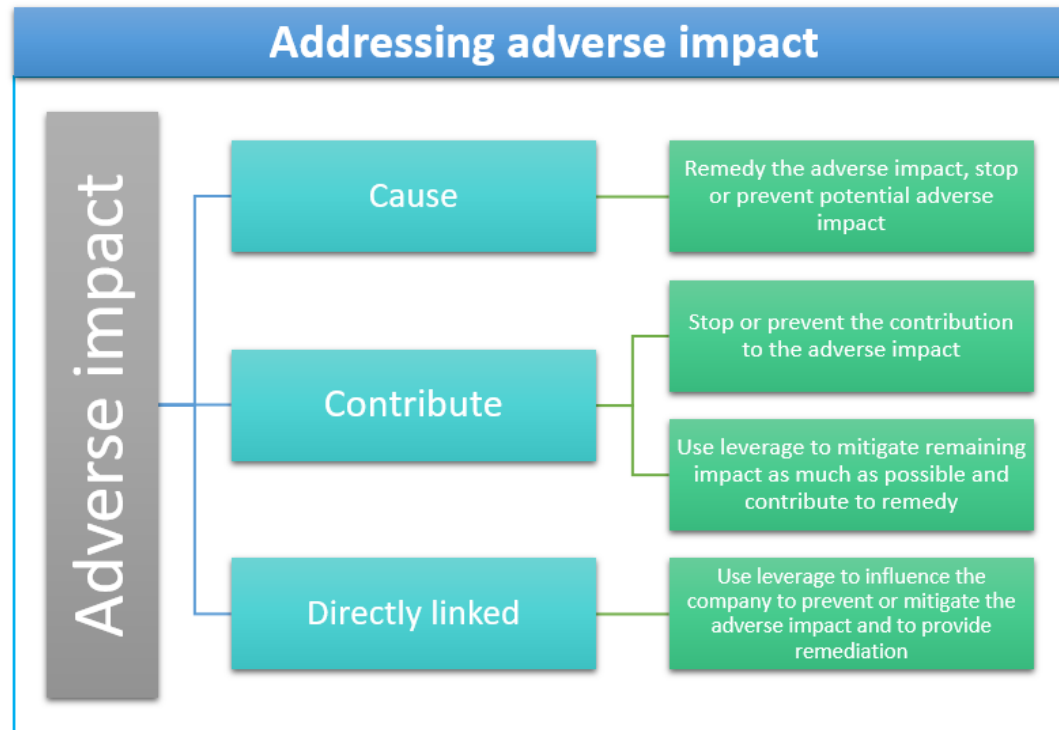 Addressing adverse impact
Adverse impact
Cause
Remedy the adverse impact, stop
or prevent potential adverse
impact
Contribute
Stop or prevent the contribution
to the adverse impact
Use leverage to mitigate remaining
impact as much as possible and
contribute to remedy
Directly linked
Use leverage to influence the
company to prevent or mitigate the
adverse impact and to provide
remediation